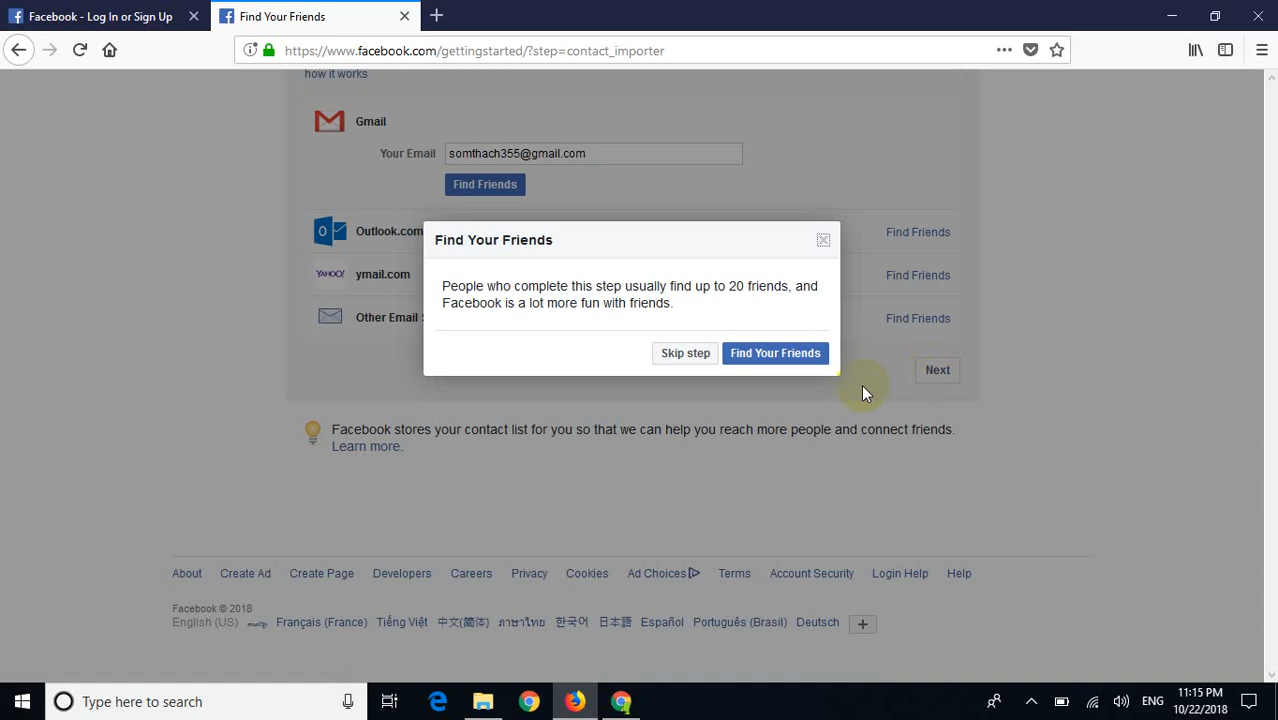 Facebook - Log In or Sign Up
Find Your Friends
https://www.facebook.com/gettingstarted/?step=contact_importer
how it works
Gmail
Your Email somthach355@gmail.com
Find Friends
Outlook.com
Find Friends
YAHOO! ymail.com
Find Friends
Other Email
Find Friends
Find Your Friends
People who complete this step usually find up to 20 friends, and
Facebook is a lot more fun with friends.
Skip step
Find Your Friends
Next
Facebook stores your contact list for you so that we can help you reach more people and connect friends.
Learn more.
About Create Ad Create Page Developers Careers Privacy Cookies Ad Choices Terms Account Security Login Help Help
Facebook © 2018
English (US) Français (France) Tiếng Việt 中文(简体) ภาษาไทย 한국어 日本語 Español Português (Brasil) Deutsch
Type here to search
ENG
11:15 PM
10/22/2018